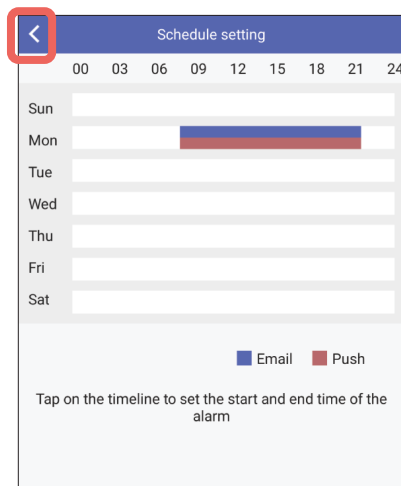 Schedule setting
00 03 06 09 12 15 18 21 24
Sun
Mon
Tue
Wed
Thu
Fri
Sat
Email Push
Tap on the timeline to set the start and end time of the
alarm